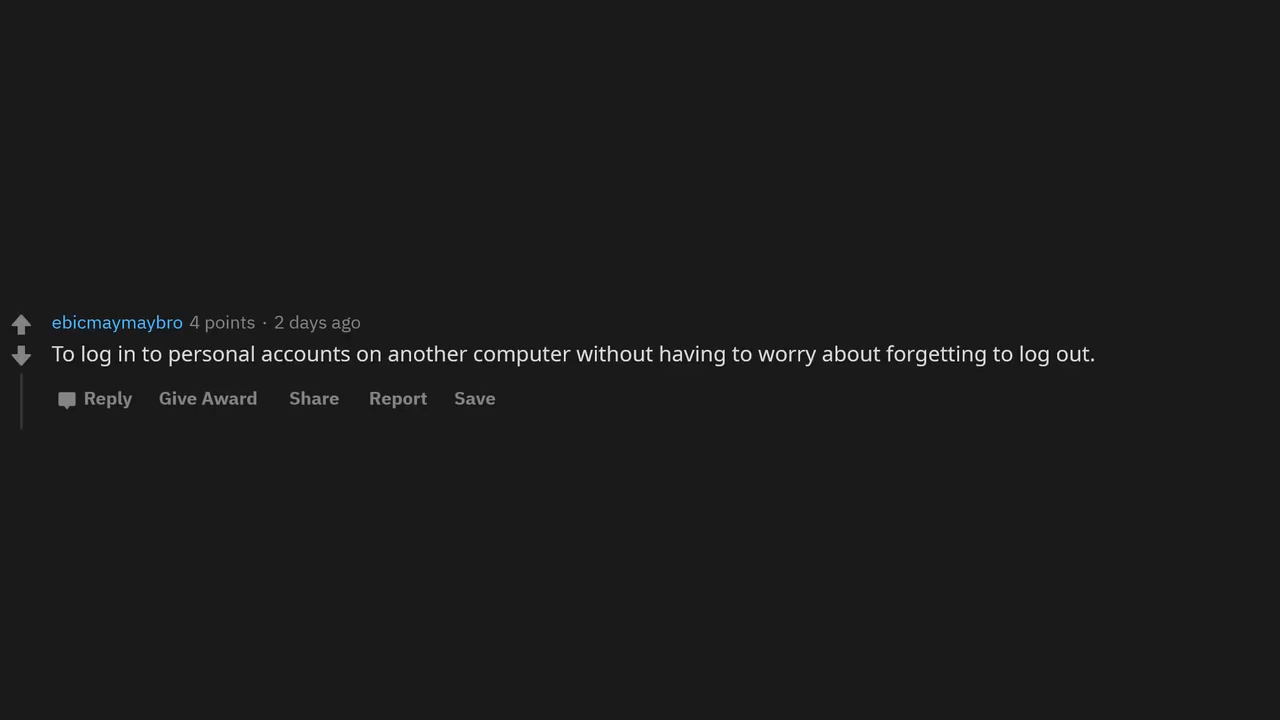 ebicmaymaybro 4 points · 2 days ago
To log in to personal accounts on another computer without having to worry about forgetting to log out.
Reply Give Award Share Report Save